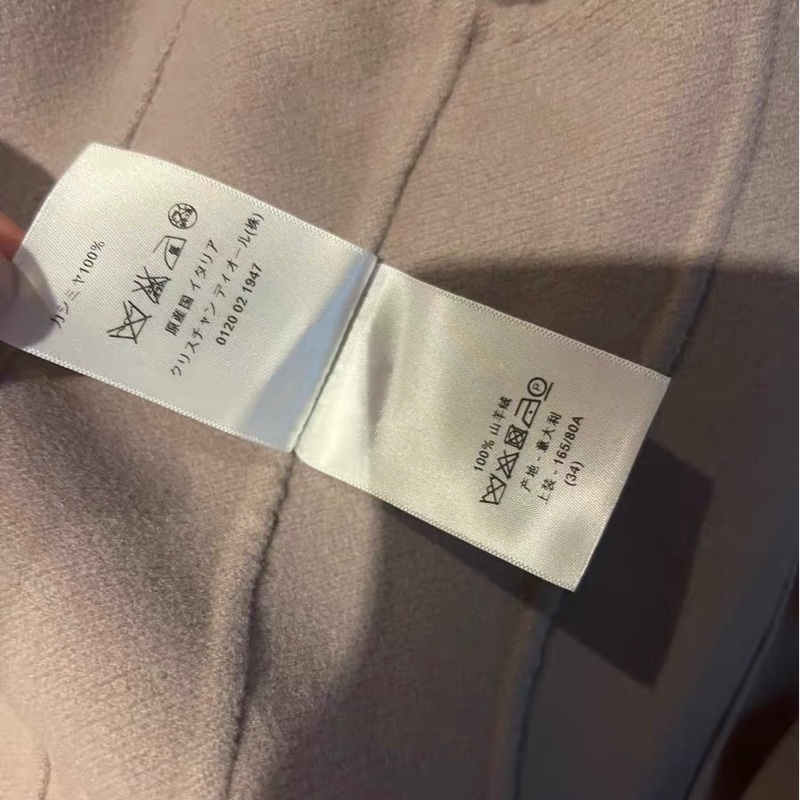 カシミヤ100%
原産国 イタリア
クリスチャン ディオール(株)
0120 02 1947
100% 山羊绒
P
产地 - 意大利
上装 - 165/80A
(34)